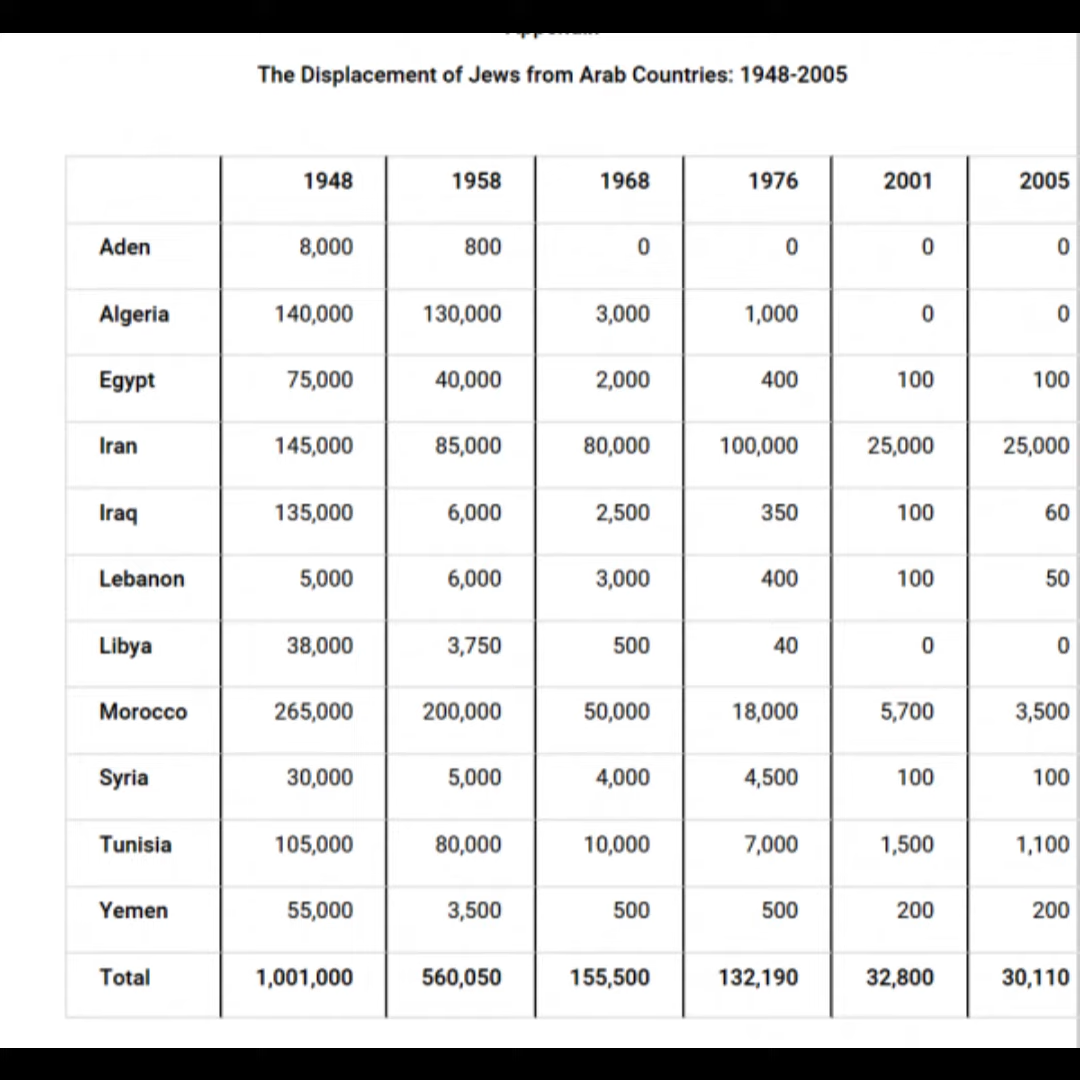 The Displacement of Jews from Arab Countries: 1948-2005
1948 1958 1968 1976 2001 2005
Aden 8,000 800 0 0 0 0
Algeria 140,000 130,000 3,000 1,000 0 0
Egypt 75,000 40,000 2,000 400 100 100
Iran 145,000 85,000 80,000 100,000 25,000 25,000
Iraq 135,000 6,000 2,500 350 100 60
Lebanon 5,000 6,000 3,000 400 100 50
Libya 38,000 3,750 500 40 0 0
Morocco 265,000 200,000 50,000 18,000 5,700 3,500
Syria 30,000 5,000 4,000 4,500 100 100
Tunisia 105,000 80,000 10,000 7,000 1,500 1,100
Yemen 55,000 3,500 500 500 200 200
Total 1,001,000 560,050 155,500 132,190 32,800 30,110